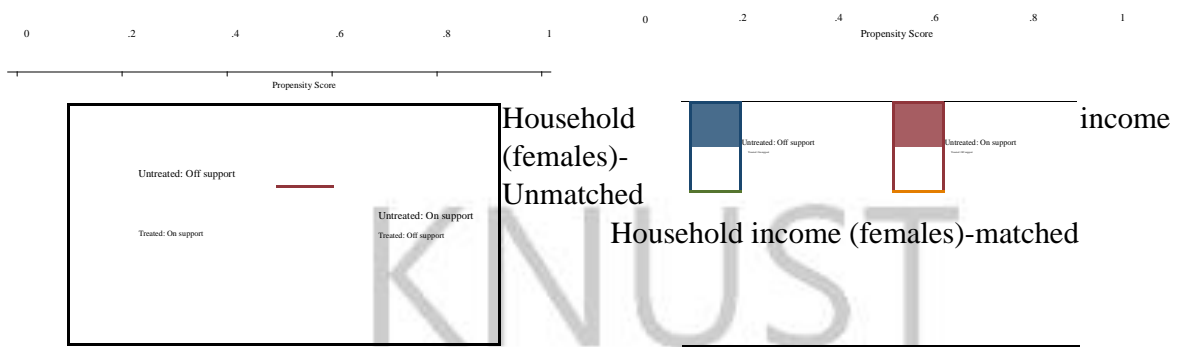 0 .2 .4 .6 .8 1
Propensity Score
0 .2 .4 .6 .8 1
Propensity Score
Untreated: Off support
Untreated: On support
Treated: On support
Treated: Off support
Household income
(females)-
Unmatched
Untreated: Off support
Untreated: On support
Household income (females)-matched
KNUST